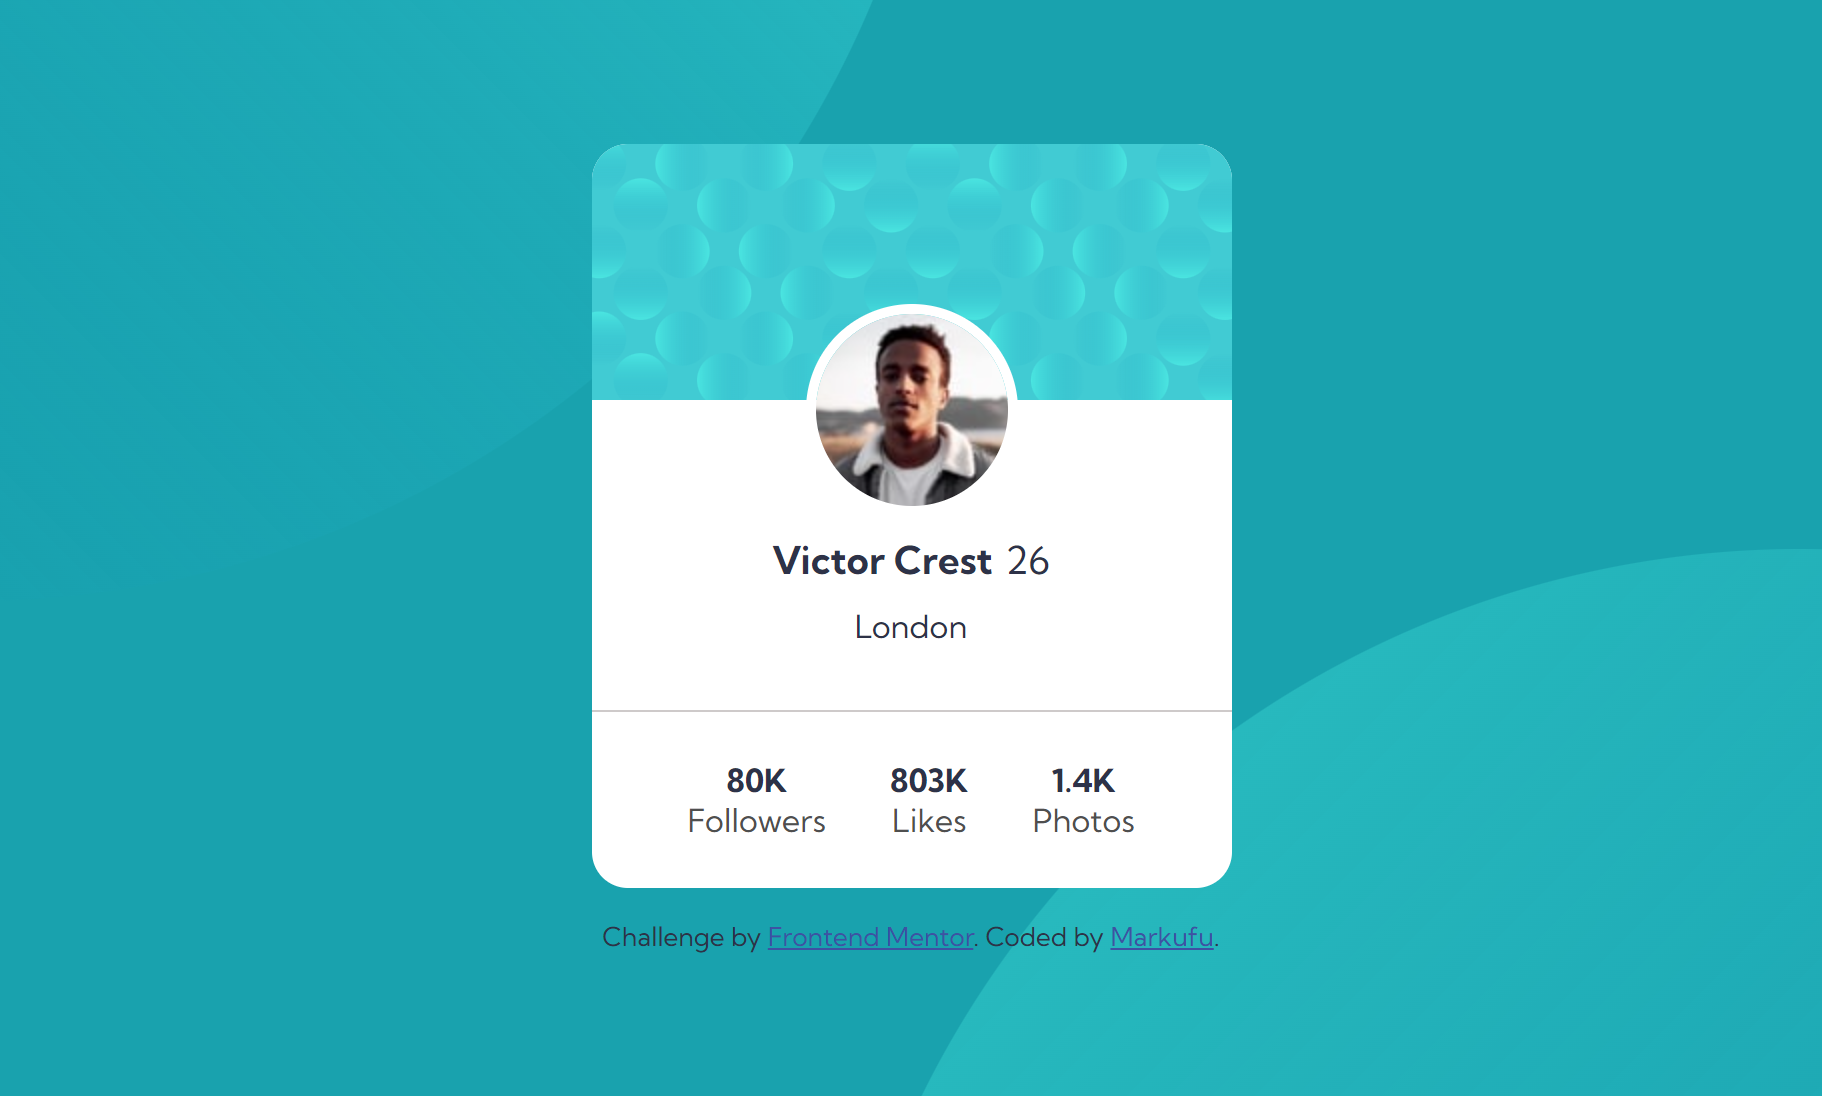 Victor Crest 26
London
80K 803K 1.4K
Followers Likes Photos
Challenge by Frontend Mentor. Coded by Markufu.